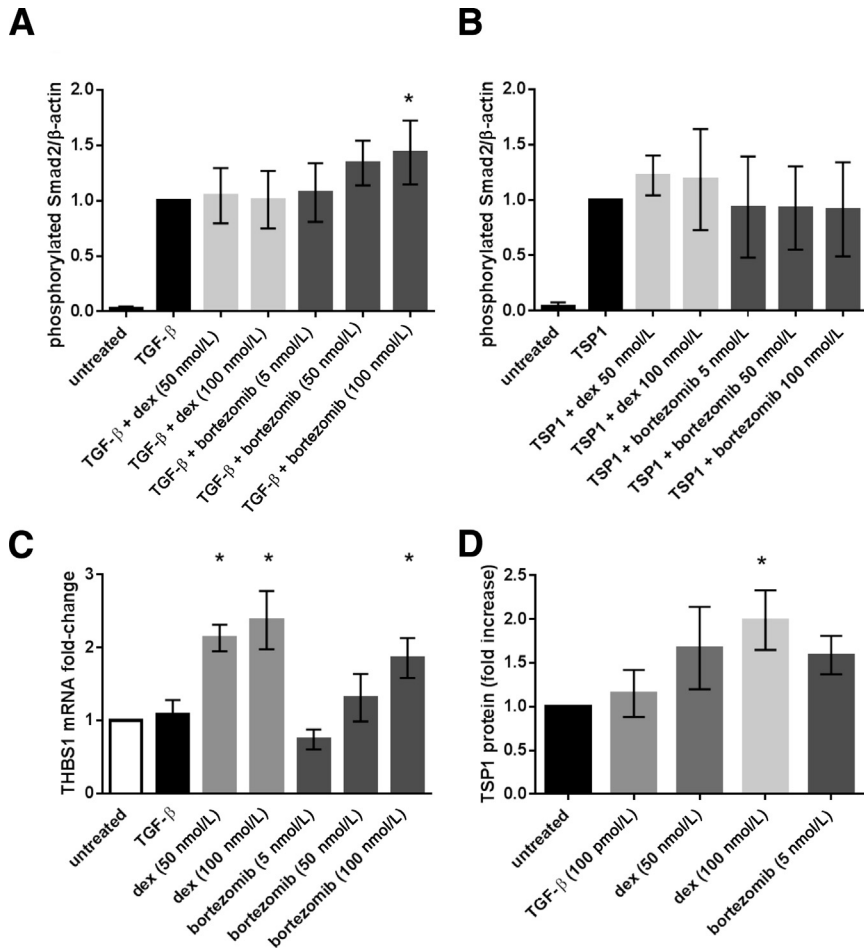 A
phosphorylated Smad2/β-actin
2.0
1.5
1.0
0.5
0.0
*
untreated
TGF-β
TGF-β + dex (50 nmol/L)
TGF-β + dex (100 nmol/L)
TGF-β + bortezomib (5 nmol/L)
TGF-β + bortezomib (50 nmol/L)
TGF-β + bortezomib (100 nmol/L)
B
phosphorylated Smad2/β-actin
2.0
1.5
1.0
0.5
0.0
untreated
TSP1
TSP1 + dex 50 nmol/L
TSP1 + dex 100 nmol/L
TSP1 + bortezomib 5 nmol/L
TSP1 + bortezomib 50 nmol/L
TSP1 + bortezomib 100 nmol/L
C
THBS1 mRNA fold-change
3
2
1
0
*
*
*
untreated
TGF-β
dex (50 nmol/L)
dex (100 nmol/L)
bortezomib (5 nmol/L)
bortezomib (50 nmol/L)
bortezomib (100 nmol/L)
D
TSP1 protein (fold increase)
2.5
2.0
1.5
1.0
0.5
0.0
*
untreated
TGF-β (100 pmol/L)
dex (50 nmol/L)
dex (100 nmol/L)
bortezomib (5 nmol/L)